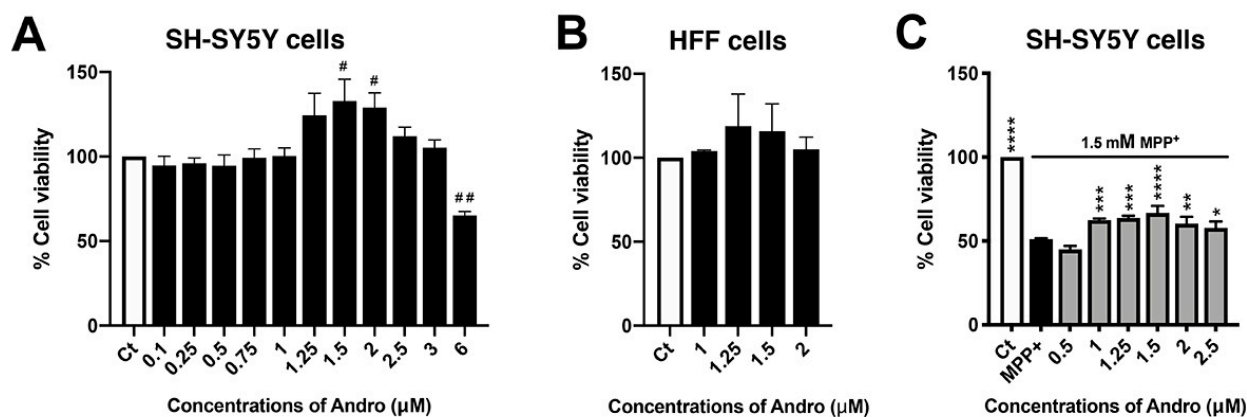 A
SH-SY5Y cells
% Cell viability
150
100
50
0
# # ##
Ct 0.1 0.25 0.5 0.75 1 1.25 1.5 2 2.5 3 6
Concentrations of Andro (μM)
B
HFF cells
% Cell viability
150
100
50
0
Ct 1 1.25 1.5 2
Concentrations of Andro (μM)
C
SH-SY5Y cells
% Cell viability
150
100
50
0
1.5 mM MPP⁺
**** *** *** **** ** *
Ct MPP+ 0.5 1 1.25 1.5 2 2.5
Concentrations of Andro (μM)